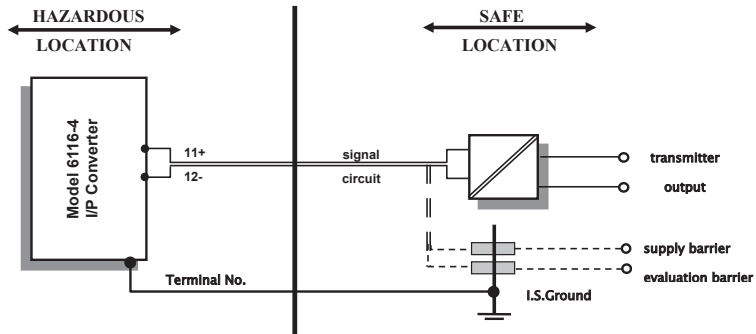 HAZARDOUS
LOCATION
SAFE
LOCATION
Model 6116-4
I/P Converter
11+
12-
signal
circuit
transmitter
output
supply barrier
evaluation barrier
Terminal No.
I.S.Ground